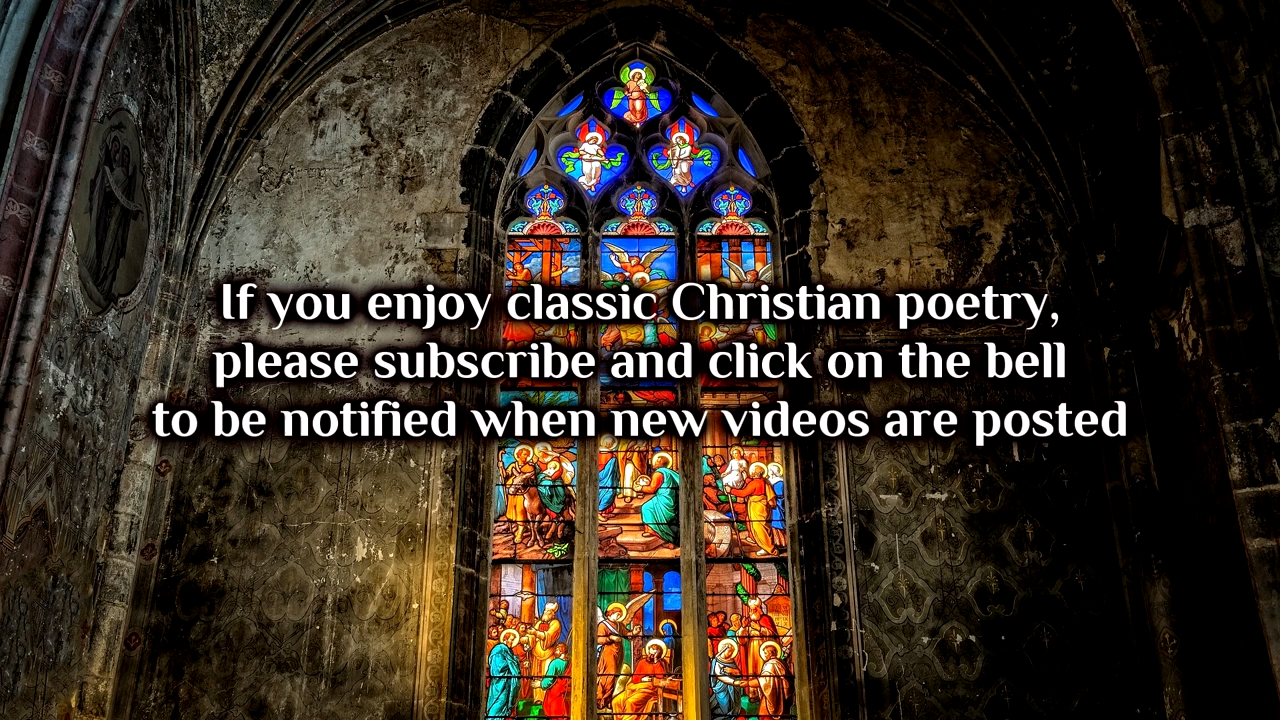 If you enjoy classic Christian poetry,
please subscribe and click on the bell
to be notified when new videos are posted